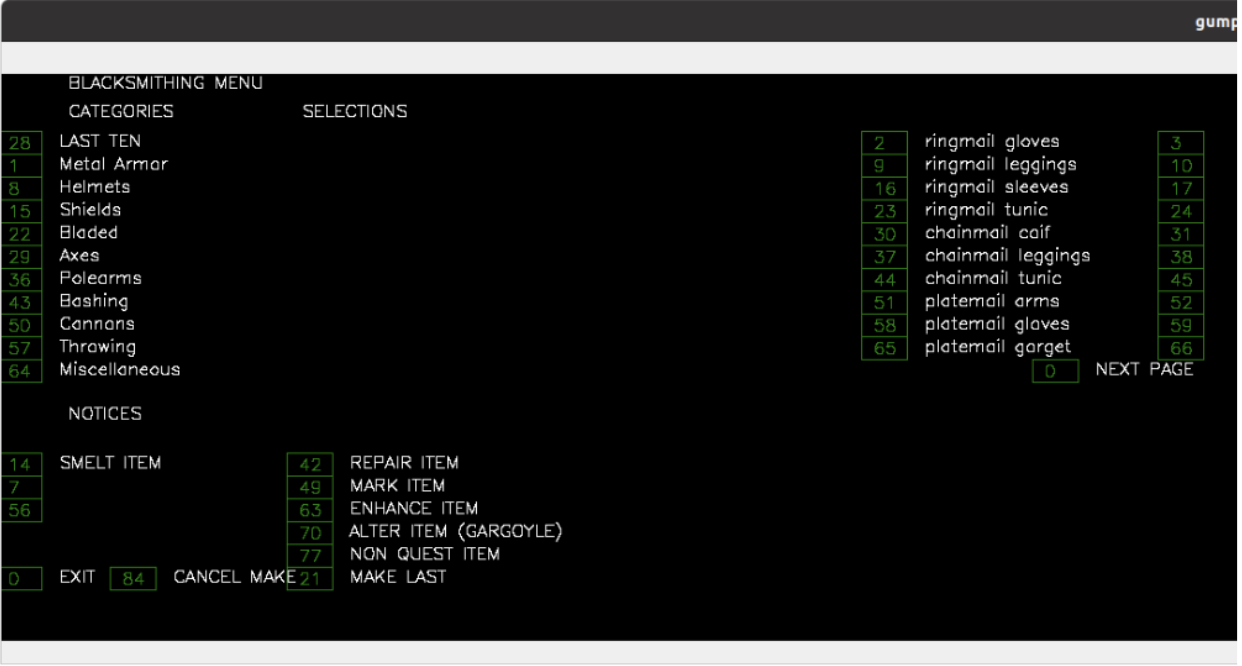 gump
BLACKSMITHING MENU
CATEGORIES SELECTIONS
28 LAST TEN 2 ringmail gloves 3
1 Metal Armor 9 ringmail leggings 10
8 Helmets 16 ringmail sleeves 17
15 Shields 23 ringmail tunic 24
22 Bladed 30 chainmail coif 31
29 Axes 37 chainmail leggings 38
36 Polearms 44 chainmail tunic 45
43 Bashing 51 platemail arms 52
50 Cannons 58 platemail gloves 59
57 Throwing 65 platemail gorget 66
64 Miscellaneous 0 NEXT PAGE
NOTICES
14 SMELT ITEM 42 REPAIR ITEM
7 49 MARK ITEM
56 63 ENHANCE ITEM
70 ALTER ITEM (GARGOYLE)
77 NON QUEST ITEM
0 EXIT 84 CANCEL MAKE 21 MAKE LAST